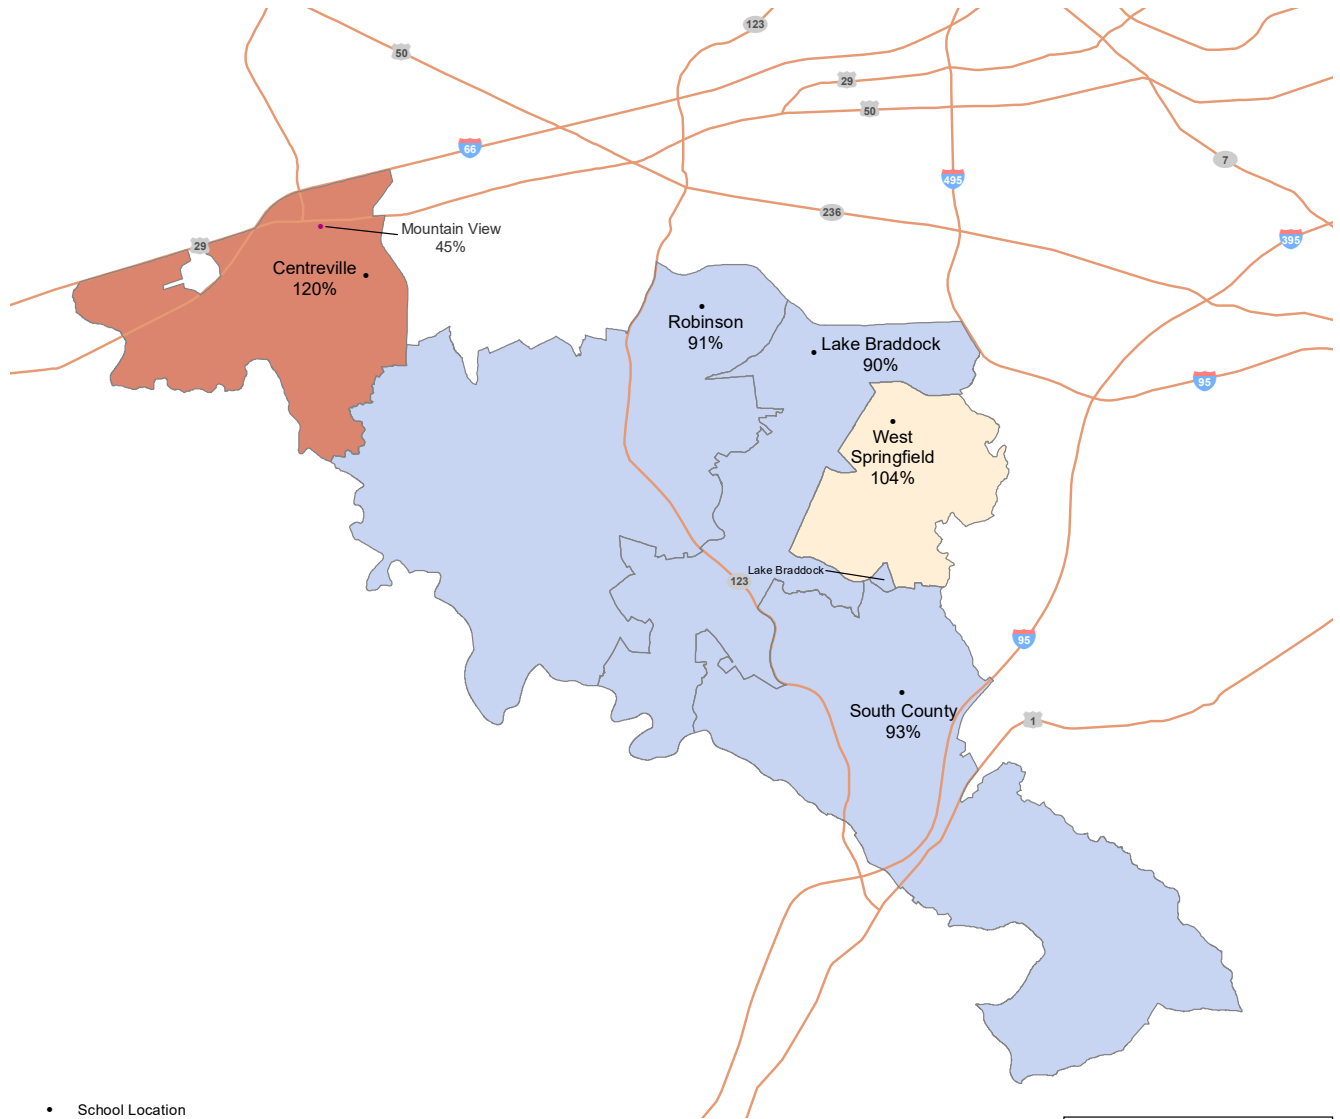 123
50
29
50
66
7
495
236
395
29
Mountain View
45%
Centreville
120%
Robinson
91%
Lake Braddock
90%
95
West
Springfield
104%
Lake Braddock
123
95
South County
93%
1
School Location